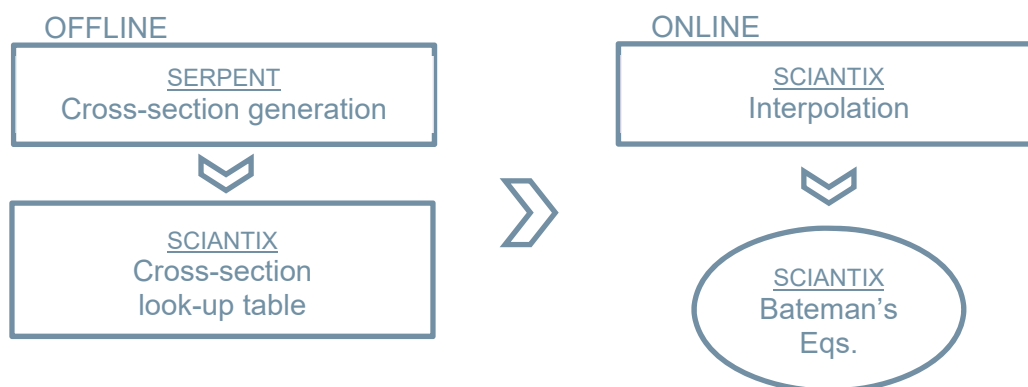 OFFLINE
SERPENT
Cross-section generation
SCIANTIX
Cross-section
look-up table
ONLINE
SCIANTIX
Interpolation
SCIANTIX
Bateman’s
Eqs.